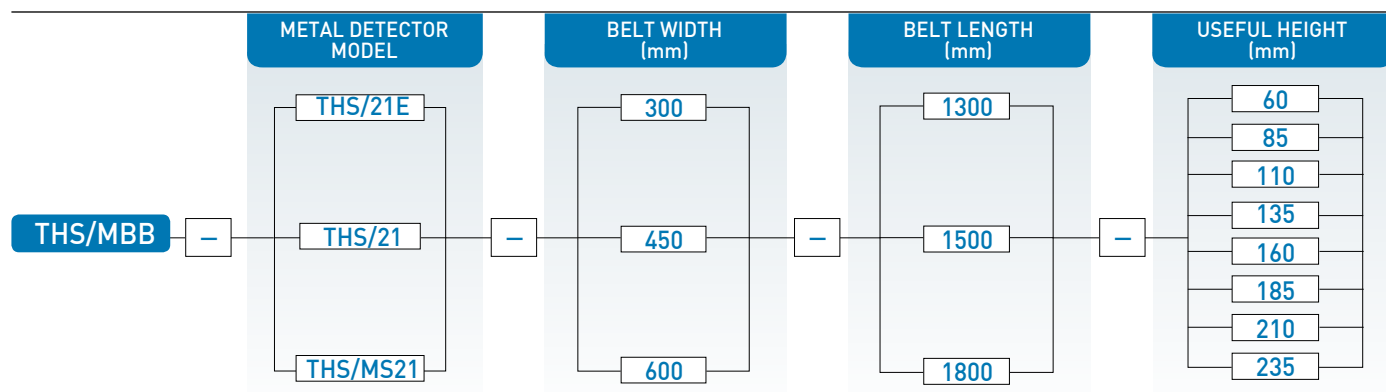 METAL DETECTOR
MODEL
BELT WIDTH
(mm)
BELT LENGTH
(mm)
USEFUL HEIGHT
(mm)
THS/MBB
–
THS/21E
THS/21
THS/MS21
–
300
450
600
–
1300
1500
1800
–
60
85
110
135
160
185
210
235